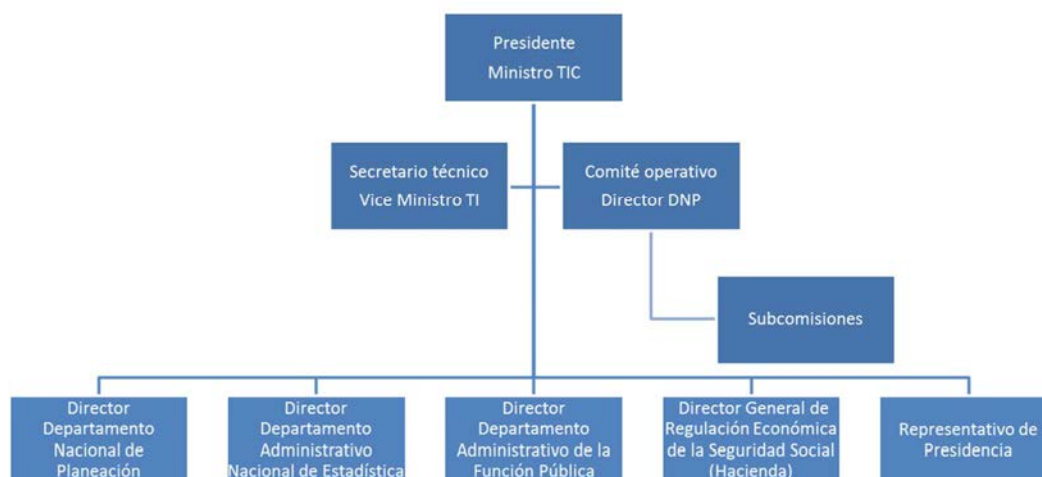 Presidente
Ministro TIC
Secretario técnico
Vice Ministro TI
Comité operativo
Director DNP
Subcomisiones
Director
Departamento
Nacional de
Planeación
Director
Departamento
Administrativo
Nacional de Estadística
Director
Departamento
Administrativo de la
Función Pública
Director General de
Regulación Económica
de la Seguridad Social
(Hacienda)
Representativo de
Presidencia